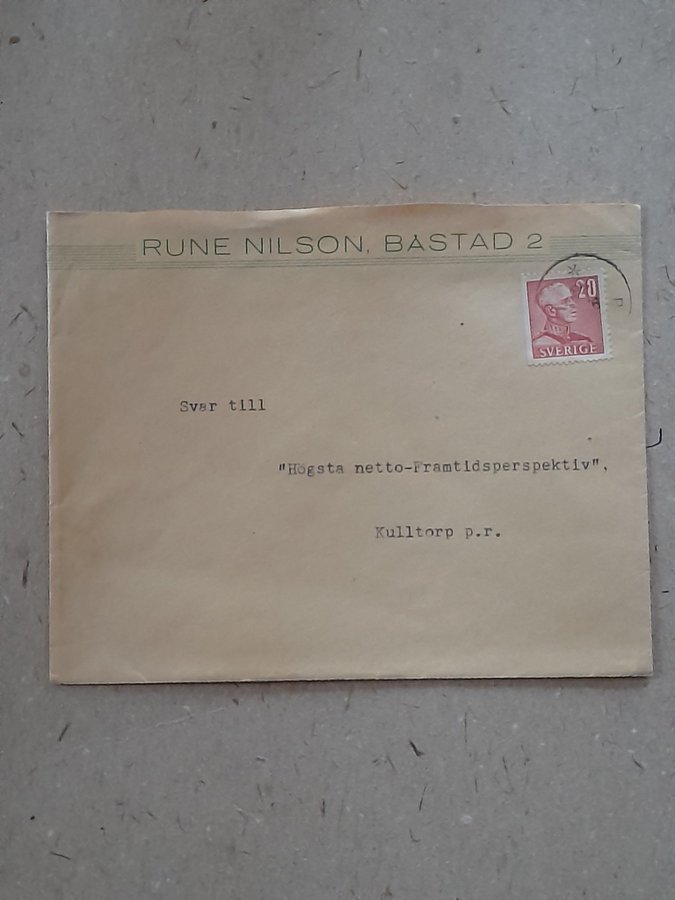 RUNE NILSON, BÅSTAD 2
20
SVERIGE
Svar till
"Högsta netto-Framtidsperspektiv",
Kulltorp p.r.